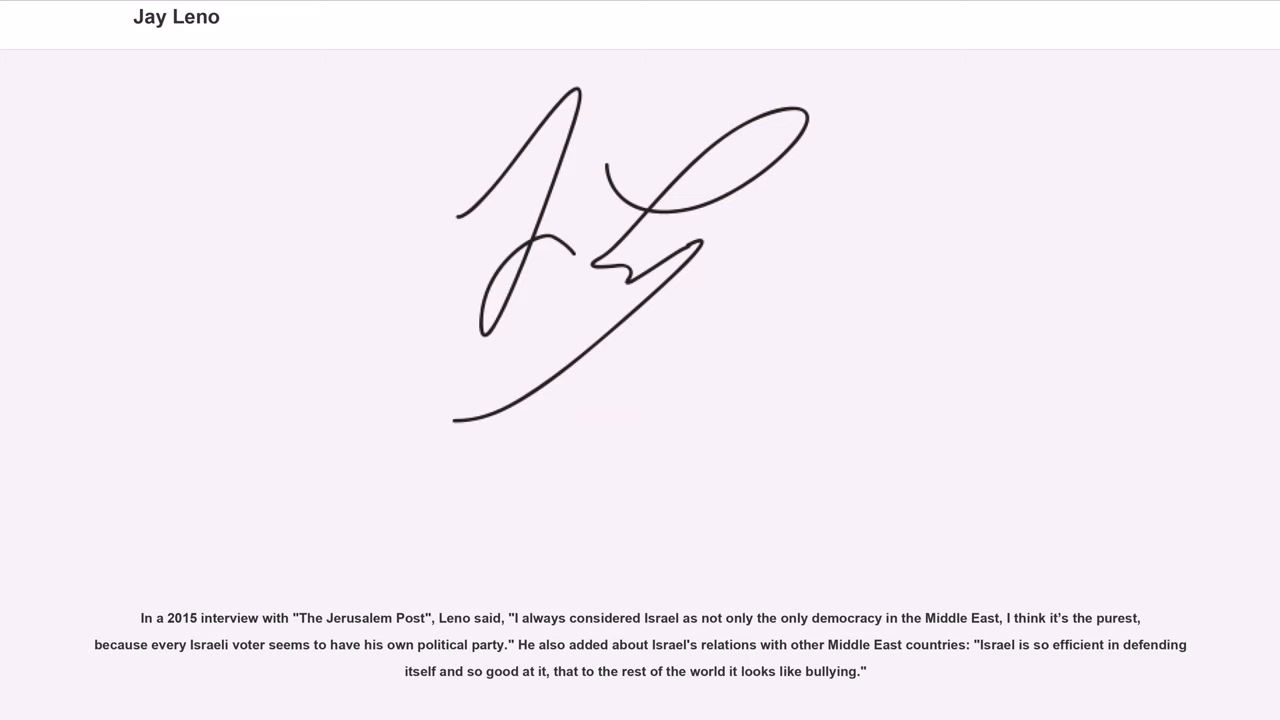 Jay Leno
In a 2015 interview with "The Jerusalem Post", Leno said, "I always considered Israel as not only the only democracy in the Middle East, I think it’s the purest,
because every Israeli voter seems to have his own political party." He also added about Israel's relations with other Middle East countries: "Israel is so efficient in defending
itself and so good at it, that to the rest of the world it looks like bullying."